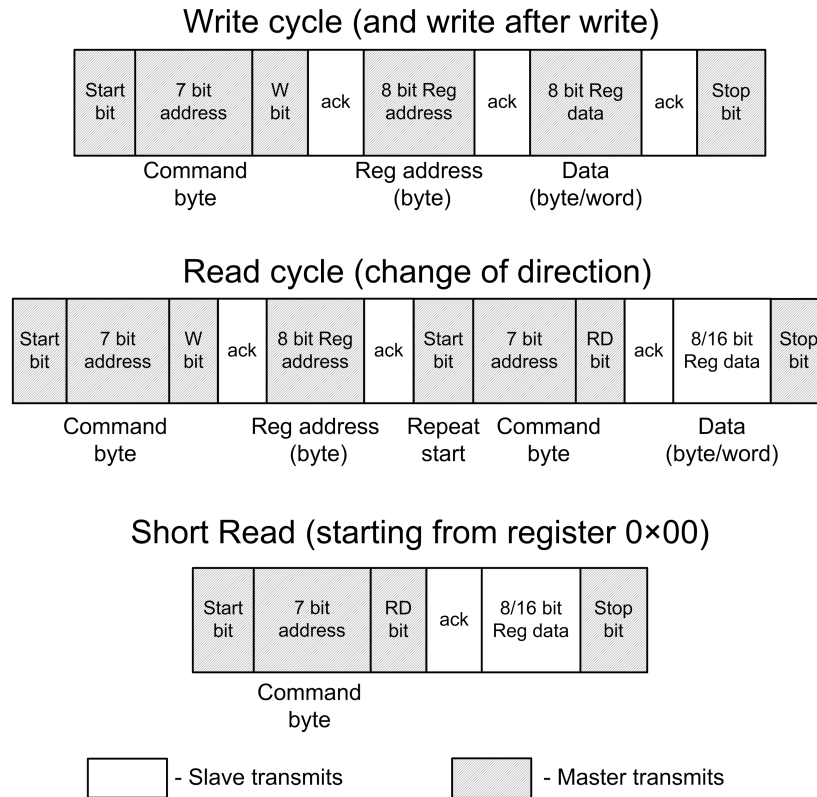 Write cycle (and write after write)
Start bit
7 bit address
W bit
ack
8 bit Reg address
ack
8 bit Reg data
ack
Stop bit
Command byte
Reg address (byte)
Data (byte/word)
Read cycle (change of direction)
Start bit
7 bit address
W bit
ack
8 bit Reg address
ack
Start bit
7 bit address
RD bit
ack
8/16 bit Reg data
Stop bit
Command byte
Reg address (byte)
Repeat start
Command byte
Data (byte/word)
Short Read (starting from register 0×00)
Start bit
7 bit address
RD bit
ack
8/16 bit Reg data
Stop bit
Command byte
- Slave transmits
- Master transmits